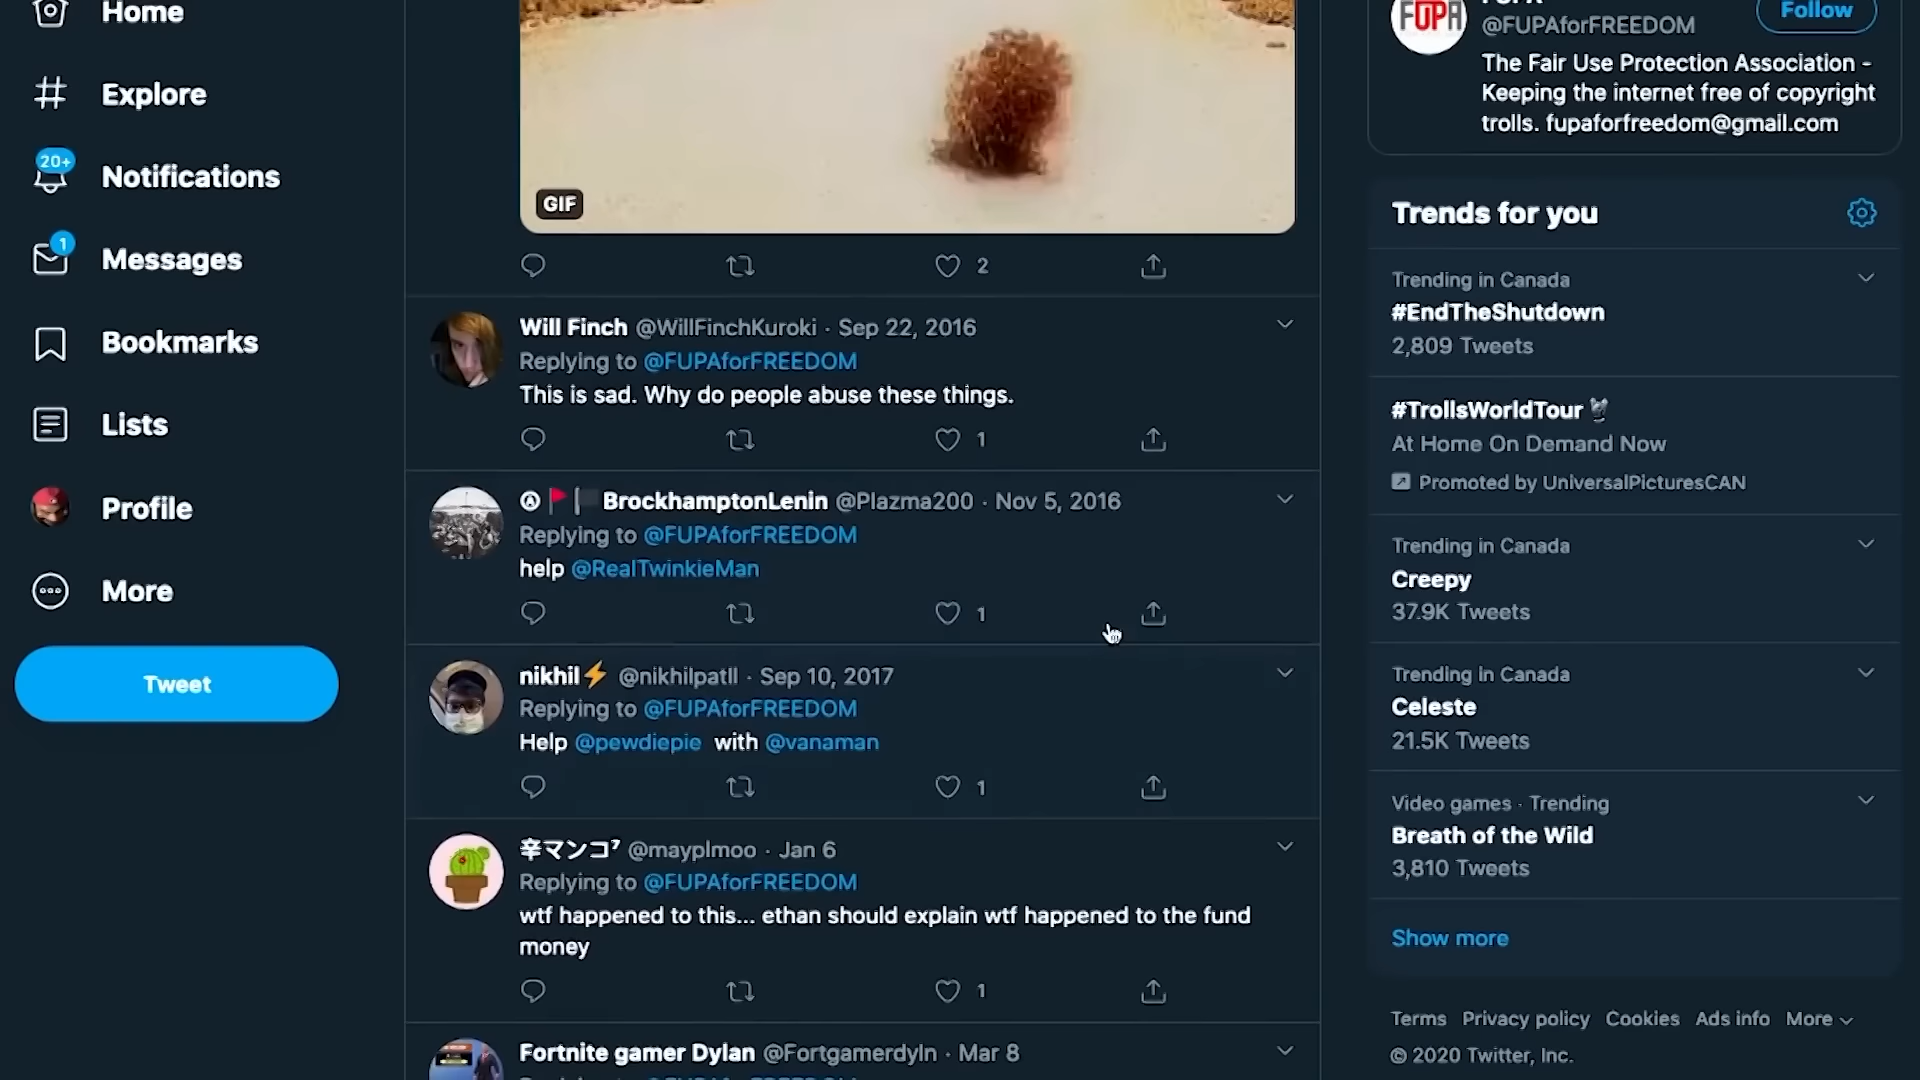 Home
Explore
20+
Notifications
1
Messages
Bookmarks
Lists
Profile
More
Tweet
GIF
2
Will Finch @WillFinchKuroki · Sep 22, 2016
Replying to @FUPAforFREEDOM
This is sad. Why do people abuse these things.
1
BrockhamptonLenin @Plazma200 · Nov 5, 2016
Replying to @FUPAforFREEDOM
help @RealTwinkieMan
1
nikhil⚡ @nikhilpatll · Sep 10, 2017
Replying to @FUPAforFREEDOM
Help @pewdiepie with @vanaman
1
辛マンコ⁷ @mayplmoo · Jan 6
Replying to @FUPAforFREEDOM
wtf happened to this... ethan should explain wtf happened to the fund
money
1
Fortnite gamer Dylan @Fortgamerdyln · Mar 8
FUPA
@FUPAforFREEDOM
Follow
The Fair Use Protection Association -
Keeping the internet free of copyright
trolls. fupaforfreedom@gmail.com
Trends for you
Trending in Canada
#EndTheShutdown
2,809 Tweets
#TrollsWorldTour
At Home On Demand Now
Promoted by UniversalPicturesCAN
Trending in Canada
Creepy
37.9K Tweets
Trending in Canada
Celeste
21.5K Tweets
Video games · Trending
Breath of the Wild
3,810 Tweets
Show more
Terms Privacy policy Cookies Ads info More
© 2020 Twitter, Inc.